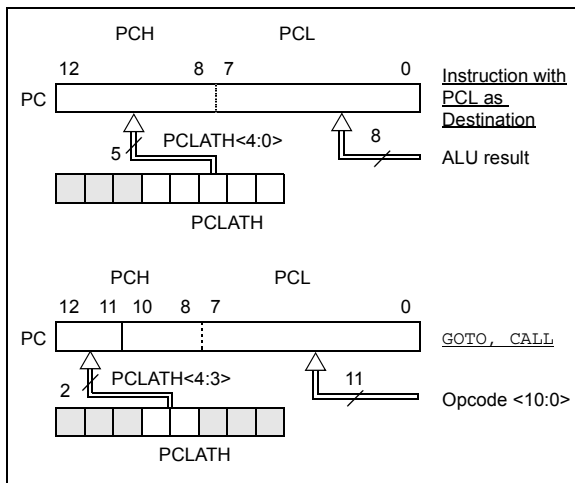 PCH PCL
12 8 7 0
PC
Instruction with
PCL as
Destination
5 PCLATH<4:0> 8
ALU result
PCLATH
PCH PCL
12 11 10 8 7 0
PC
GOTO, CALL
2 PCLATH<4:3> 11
Opcode <10:0>
PCLATH